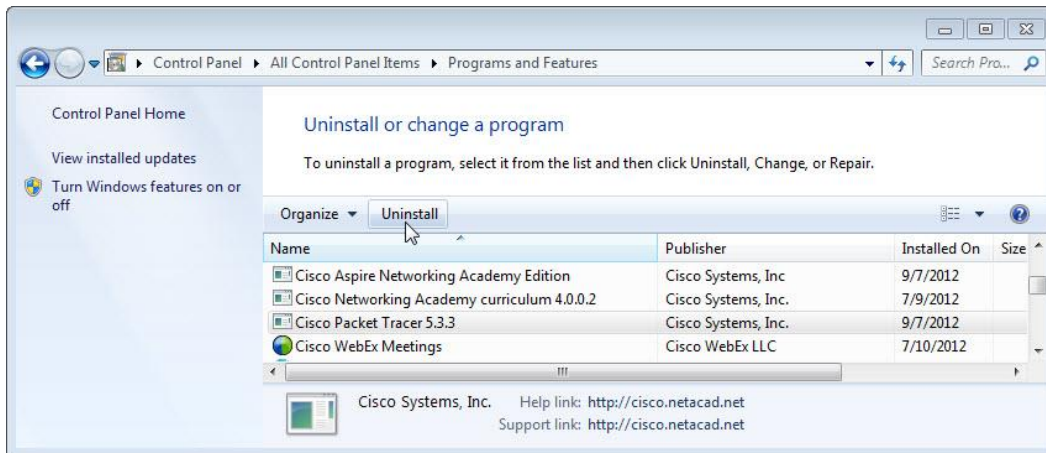 Control Panel All Control Panel Items Programs and Features Search Pro...
Control Panel Home
View installed updates
Turn Windows features on or
off
Uninstall or change a program
To uninstall a program, select it from the list and then click Uninstall, Change, or Repair.
Organize Uninstall
Name Publisher Installed On Size
Cisco Aspire Networking Academy Edition Cisco Systems, Inc 9/7/2012
Cisco Networking Academy curriculum 4.0.0.2 Cisco Systems, Inc. 7/9/2012
Cisco Packet Tracer 5.3.3 Cisco Systems, Inc. 9/7/2012
Cisco WebEx Meetings Cisco WebEx LLC 7/10/2012
Cisco Systems, Inc. Help link: http://cisco.netacad.net
Support link: http://cisco.netacad.net